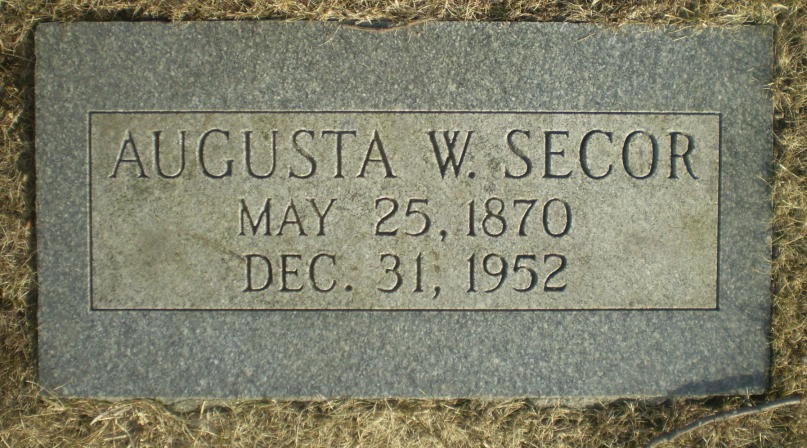 AUGUSTA W. SECOR
MAY 25, 1870
DEC. 31, 1952